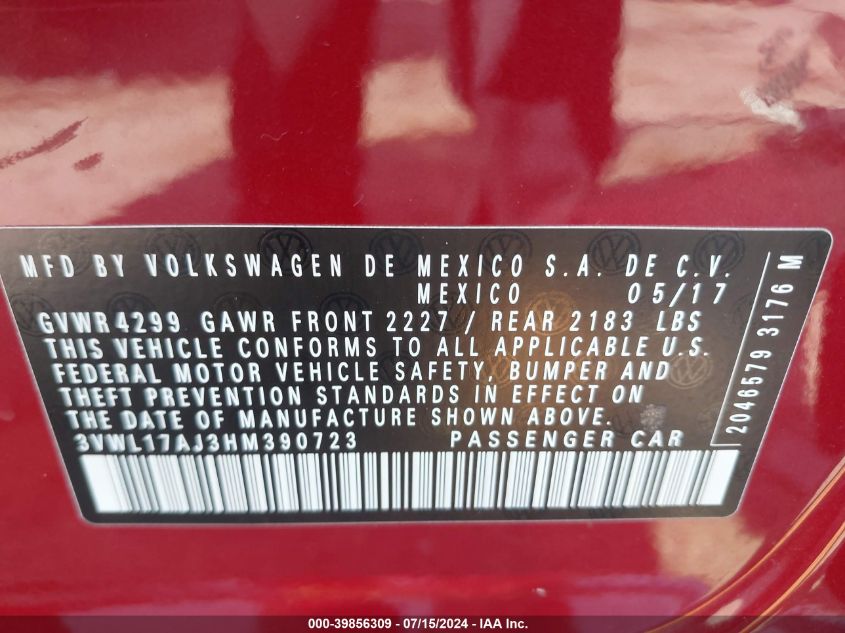 MFD BY VOLKSWAGEN DE MEXICO S.A. DE C.V.
MEXICO 05/17
GVWR 4299 GAWR FRONT 2227 / REAR 2183 LBS
THIS VEHICLE CONFORMS TO ALL APPLICABLE U.S.
FEDERAL MOTOR VEHICLE SAFETY, BUMPER AND
THEFT PREVENTION STANDARDS IN EFFECT ON
THE DATE OF MANUFACTURE SHOWN ABOVE.
3VWL17AJ3HM390723 PASSENGER CAR
2046579 3176 M
000-39856309 - 07/15/2024 - IAA Inc.